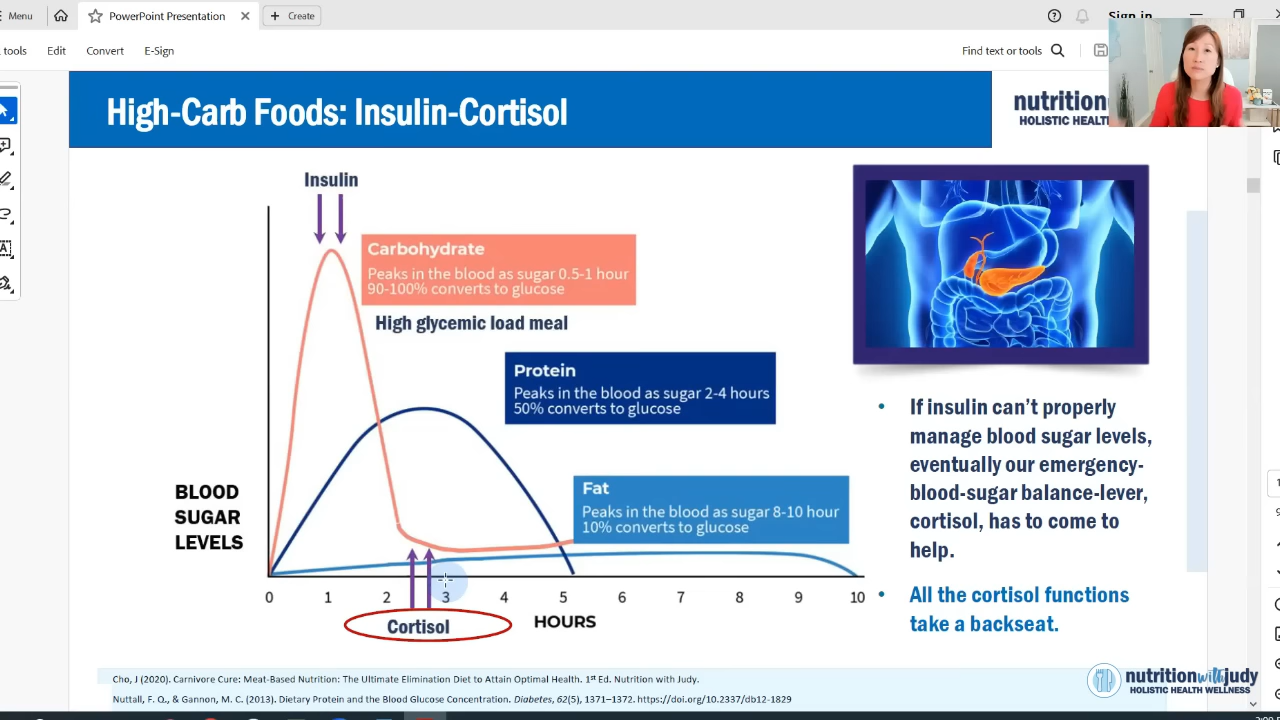 Menu
PowerPoint Presentation
Create
Sign in
tools
Edit
Convert
E-Sign
Find text or tools
High-Carb Foods: Insulin-Cortisol
nutrition
HOLISTIC HEALTH
Insulin
Carbohydrate
Peaks in the blood as sugar 0.5-1 hour
90-100% converts to glucose
High glycemic load meal
Protein
Peaks in the blood as sugar 2-4 hours
50% converts to glucose
Fat
Peaks in the blood as sugar 8-10 hour
10% converts to glucose
BLOOD
SUGAR
LEVELS
0 1 2 3 4 5 6 7 8 9 10
Cortisol
HOURS
• If insulin can’t properly
manage blood sugar levels,
eventually our emergency-
blood-sugar balance-lever,
cortisol, has to come to
help.
• All the cortisol functions
take a backseat.
Cho, J (2020). Carnivore Cure: Meat-Based Nutrition: The Ultimate Elimination Diet to Attain Optimal Health. 1st Ed. Nutrition with Judy.
Nuttall, F. Q., & Gannon, M. C. (2013). Dietary Protein and the Blood Glucose Concentration. Diabetes, 62(5), 1371–1372. https://doi.org/10.2337/db12-1829
nutrition with judy
HOLISTIC HEALTH WELLNESS